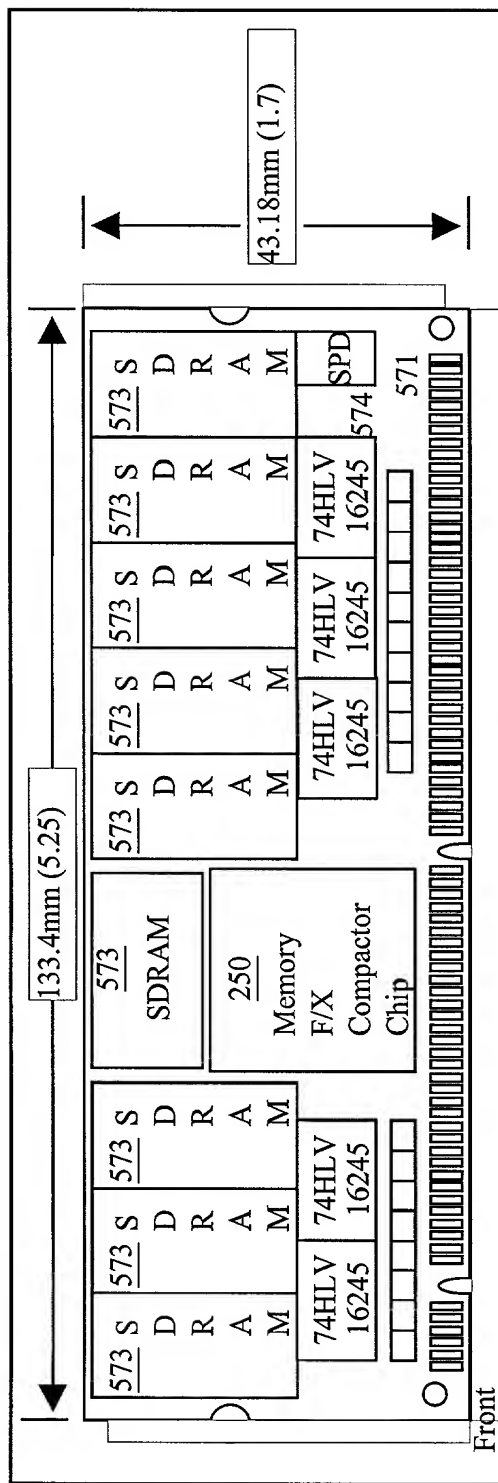 133.4mm (5.25)
43.18mm (1.7)
573 S
D
R
A
M
573 S
D
R
A
M
573 S
D
R
A
M
573
SDRAM
573 S
D
R
A
M
573 S
D
R
A
M
573 S
D
R
A
M
573 S
D
R
A
M
573 S
D
R
A
M
74HLV
16245
74HLV
16245
250
Memory
F/X
Compactor
Chip
74HLV
16245
74HLV
16245
74HLV
16245
SPD
574
571
Front